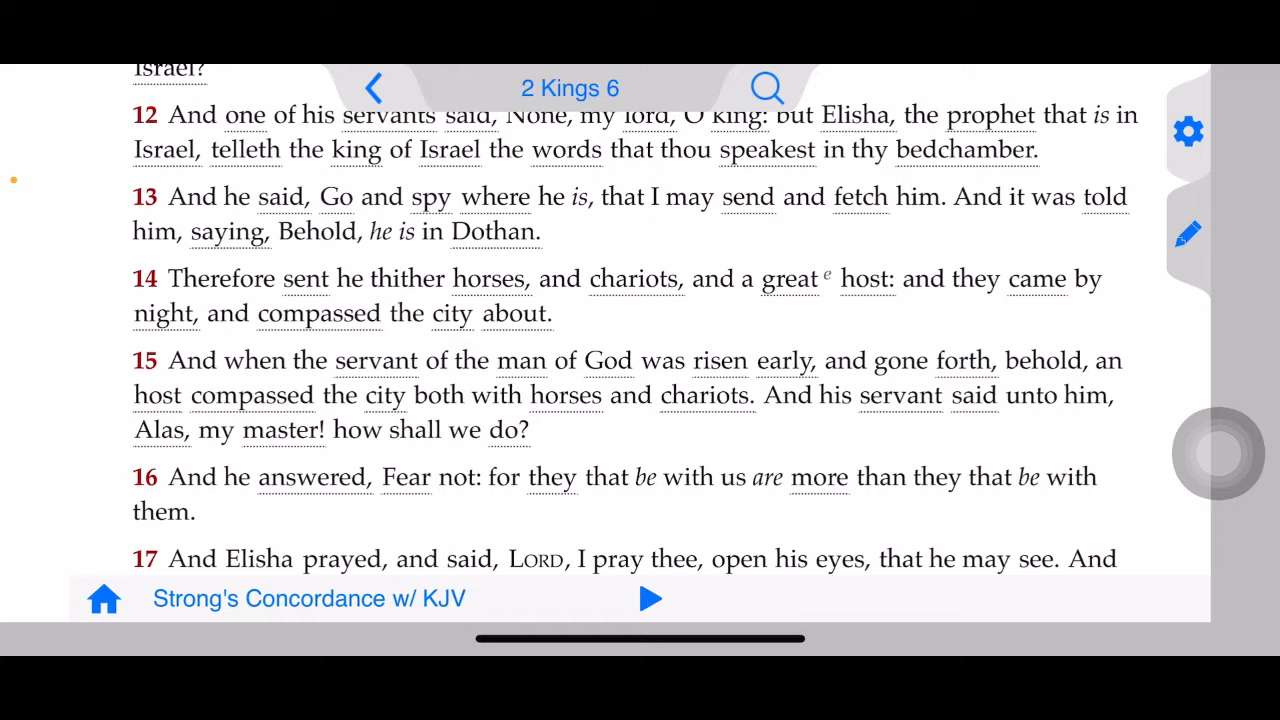 Israel?
2 Kings 6
12 And one of his servants said, None, my lord, O king: but Elisha, the prophet that is in
Israel, telleth the king of Israel the words that thou speakest in thy bedchamber.
13 And he said, Go and spy where he is, that I may send and fetch him. And it was told
him, saying, Behold, he is in Dothan.
14 Therefore sent he thither horses, and chariots, and a great e host: and they came by
night, and compassed the city about.
15 And when the servant of the man of God was risen early, and gone forth, behold, an
host compassed the city both with horses and chariots. And his servant said unto him,
Alas, my master! how shall we do?
16 And he answered, Fear not: for they that be with us are more than they that be with
them.
17 And Elisha prayed, and said, LORD, I pray thee, open his eyes, that he may see. And
Strong's Concordance w/ KJV